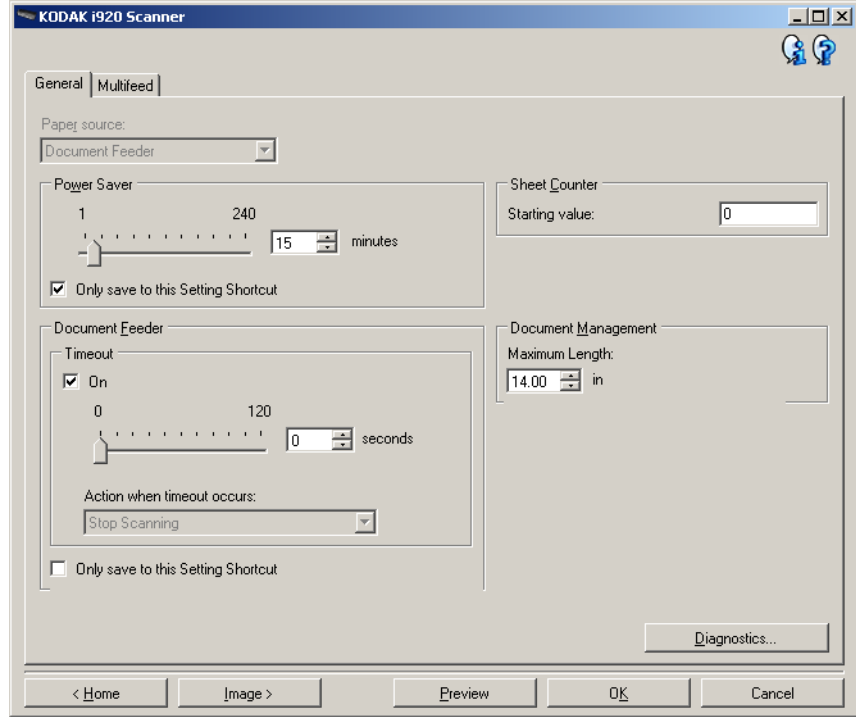 KODAK i920 Scanner
General
Multifeed
Paper source:
Document Feeder
Power Saver
1 240
15 minutes
Only save to this Setting Shortcut
Sheet Counter
Starting value: 0
Document Feeder
Timeout
On
0 120
0 seconds
Action when timeout occurs:
Stop Scanning
Only save to this Setting Shortcut
Document Management
Maximum Length:
14.00 in
Diagnostics...
< Home
Image >
Preview
OK
Cancel